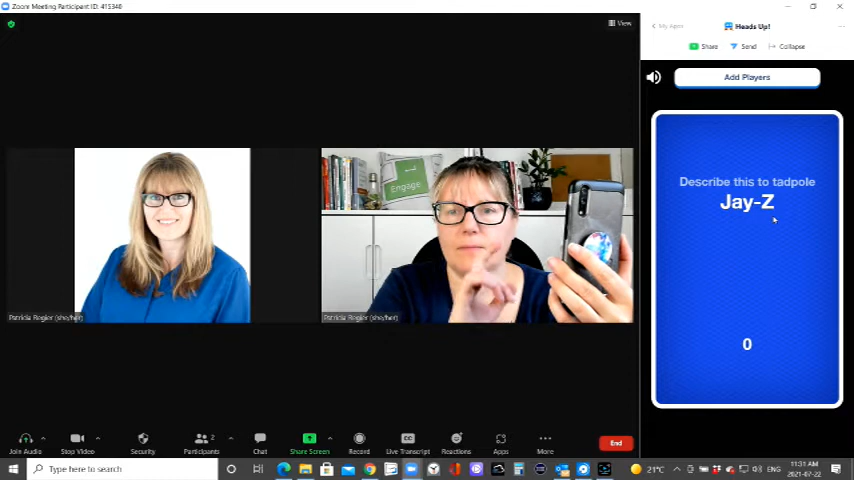 Zoom Meeting Participant ID: 415340
View
My Apps
Heads Up!
Share
Send
Collapse
Add Players
Describe this to tadpole
Jay-Z
0
Engage
Patricia Regier (she/her)
Patricia Regier (she/her)
Join Audio
Stop Video
Security
Participants
2
Chat
Share Screen
Record
CC
Live Transcript
Reactions
Apps
More
End
Type here to search
21°C
ENG
11:31 AM
2021-07-22